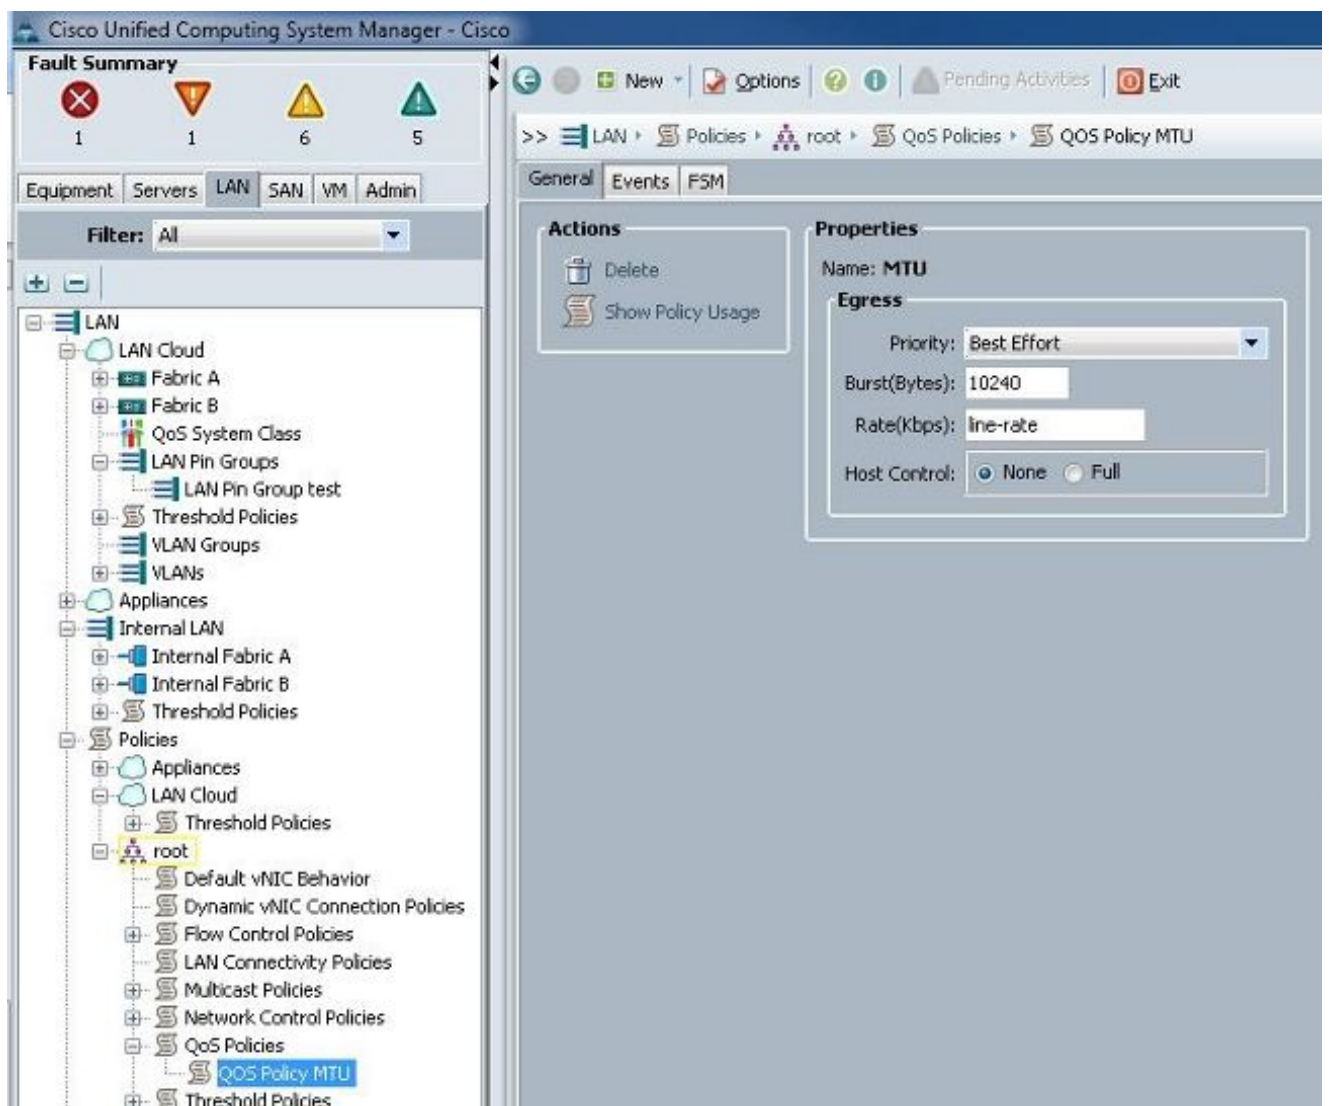 Cisco Unified Computing System Manager - Cisco
Fault Summary
1 1 6 5
New Options Pending Activities Exit
>> LAN Policies root QoS Policies QOS Policy MTU
Equipment Servers LAN SAN VM Admin
Filter: All
LAN
LAN Cloud
Fabric A
Fabric B
QoS System Class
LAN Pin Groups
LAN Pin Group test
Threshold Policies
VLAN Groups
VLANs
Appliances
Internal LAN
Internal Fabric A
Internal Fabric B
Threshold Policies
Policies
Appliances
LAN Cloud
Threshold Policies
root
Default vNIC Behavior
Dynamic vNIC Connection Policies
Flow Control Policies
LAN Connectivity Policies
Multicast Policies
Network Control Policies
QoS Policies
QOS Policy MTU
Threshold Policies
General Events FSM
Actions
Delete
Show Policy Usage
Properties
Name: MTU
Egress
Priority: Best Effort
Burst(Bytes): 10240
Rate(Kbps): line-rate
Host Control: None Full